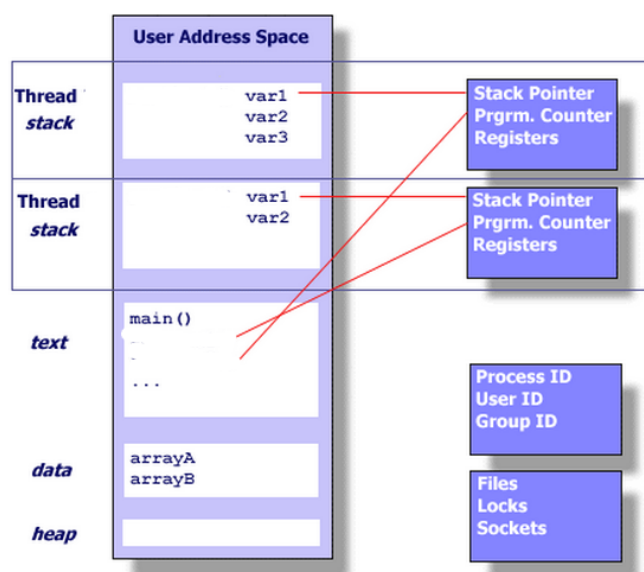 User Address Space
Thread
stack
var1
var2
var3
Stack Pointer
Prgrm. Counter
Registers
Thread
stack
var1
var2
Stack Pointer
Prgrm. Counter
Registers
text
main()
...
Process ID
User ID
Group ID
data
arrayA
arrayB
Files
Locks
Sockets
heap